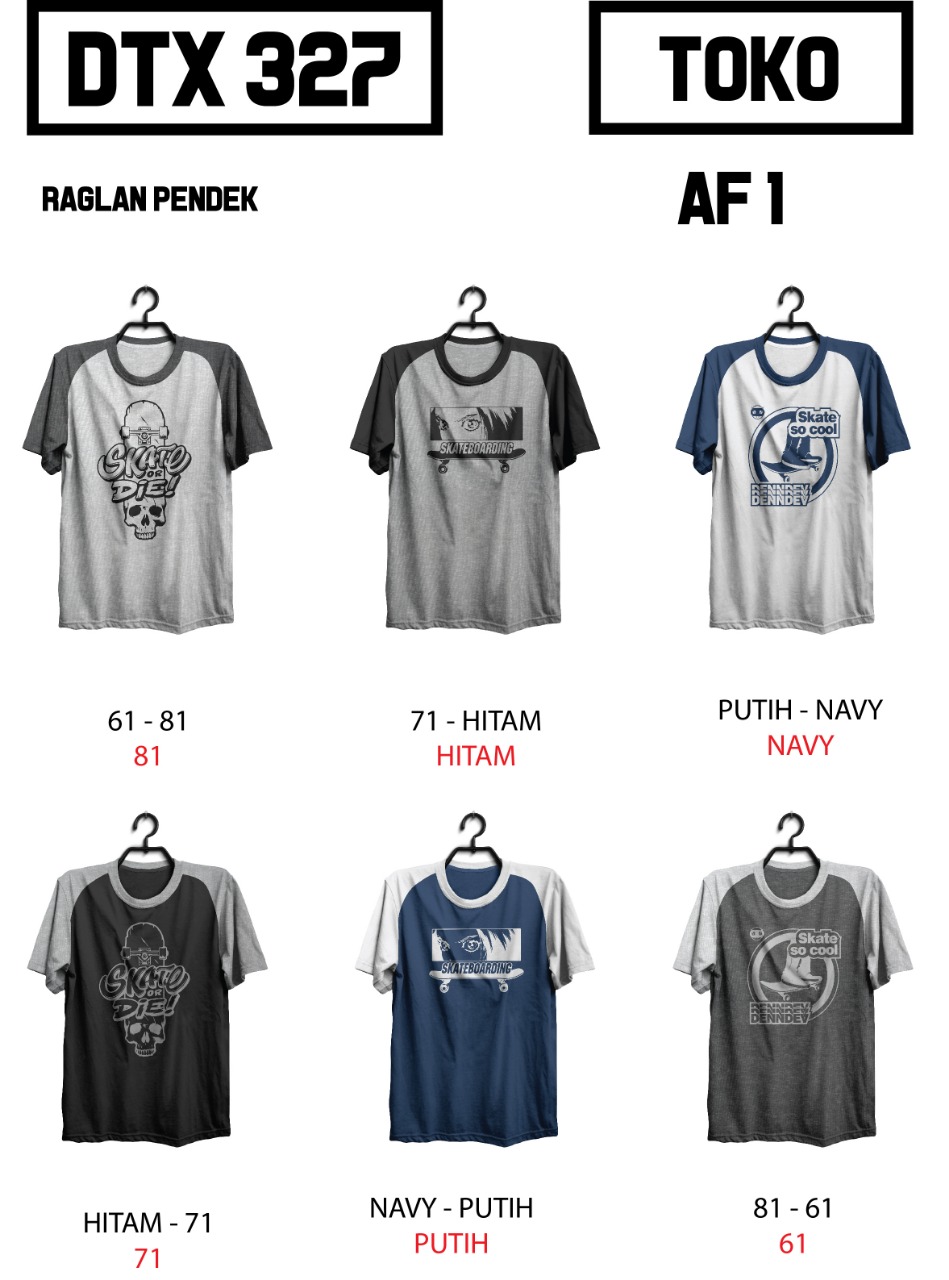 DTX 327
TOKO
RAGLAN PENDEK
AF 1
SKATE
OR
DIE!
SKATEBOARDING
Skate
so cool
DENNDEV
DENNDEV
61 - 81
81
71 - HITAM
HITAM
PUTIH - NAVY
NAVY
SKATE
OR
DIE!
SKATEBOARDING
Skate
so cool
DENNDEV
DENNDEV
HITAM - 71
71
NAVY - PUTIH
PUTIH
81 - 61
61